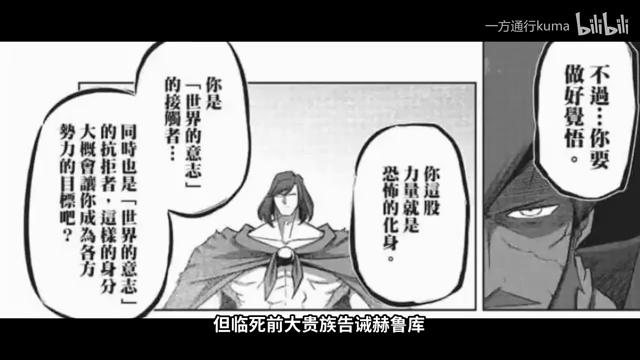 一方通行kuma bilibili
不過…你要
做好覺悟。
你這股
力量就是
恐怖的化身。
你是
「世界的意志」
的接觸者…
同時也是「世界的意志」
的抗拒者，這樣的身分
大概會讓你成為各方
勢力的目標吧？
但临死前大贵族告诫赫鲁库